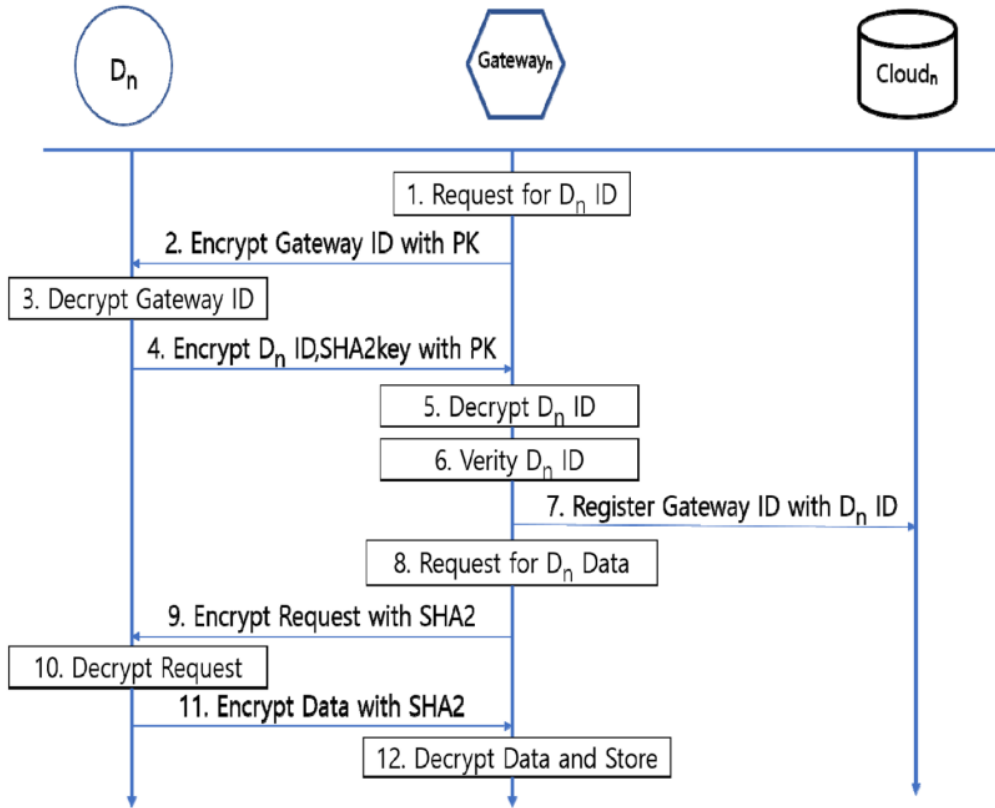 Dn
Gatewayn
Cloudn
1. Request for Dn ID
2. Encrypt Gateway ID with PK
3. Decrypt Gateway ID
4. Encrypt Dn ID,SHA2key with PK
5. Decrypt Dn ID
6. Verity Dn ID
7. Register Gateway ID with Dn ID
8. Request for Dn Data
9. Encrypt Request with SHA2
10. Decrypt Request
11. Encrypt Data with SHA2
12. Decrypt Data and Store